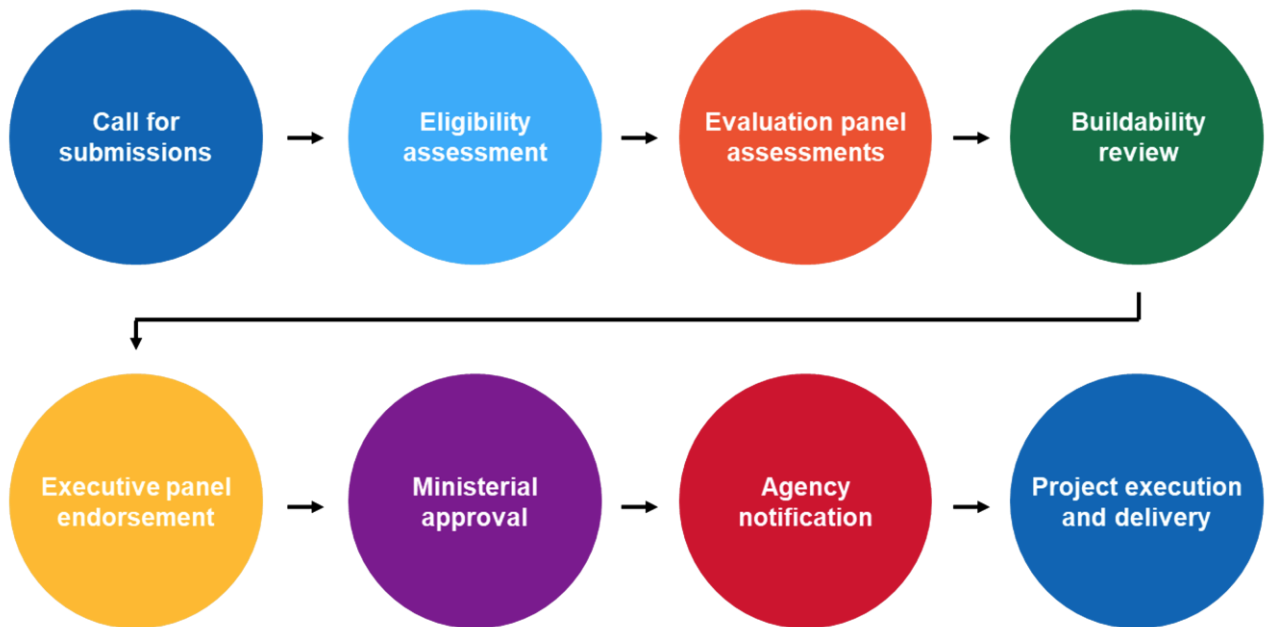 Call for
submissions
Eligibility
assessment
Evaluation panel
assessments
Buildability
review
Executive panel
endorsement
Ministerial
approval
Agency
notification
Project execution
and delivery